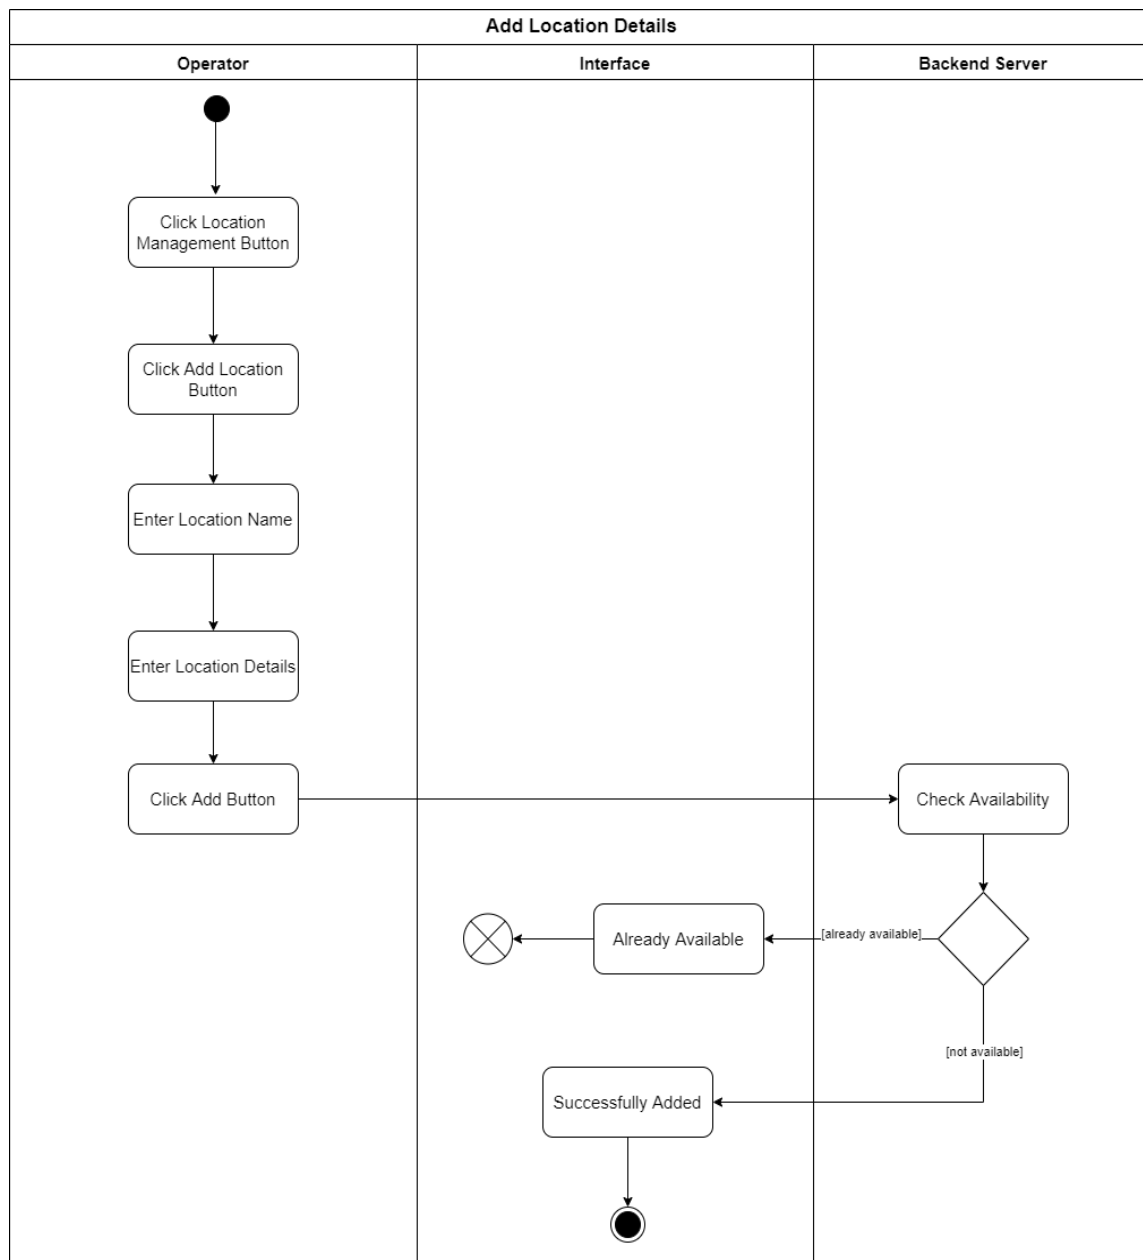 Add Location Details
Operator
Interface
Backend Server
Click Location
Management Button
Click Add Location
Button
Enter Location Name
Enter Location Details
Click Add Button
Check Availability
Already Available
[already available]
[not available]
Successfully Added